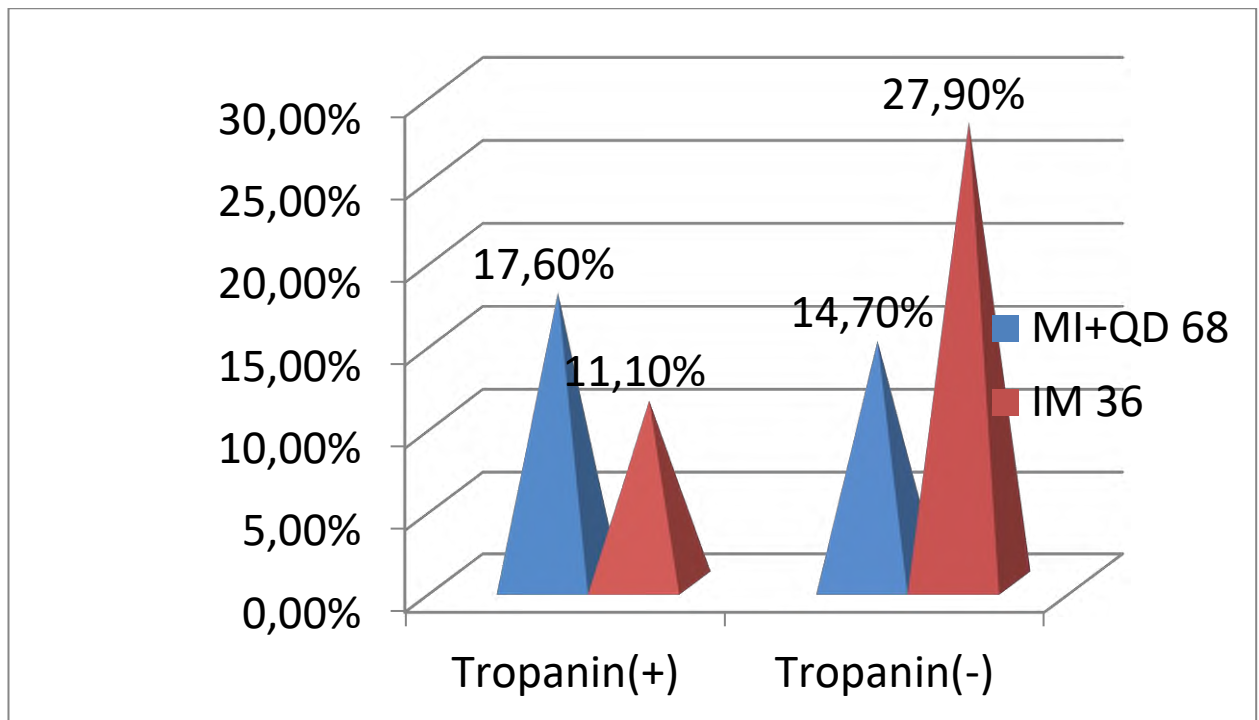 30,00%
25,00%
20,00%
15,00%
10,00%
5,00%
0,00%
17,60%
11,10%
14,70%
27,90%
Tropanin(+)
Tropanin(-)
MI+QD 68
IM 36